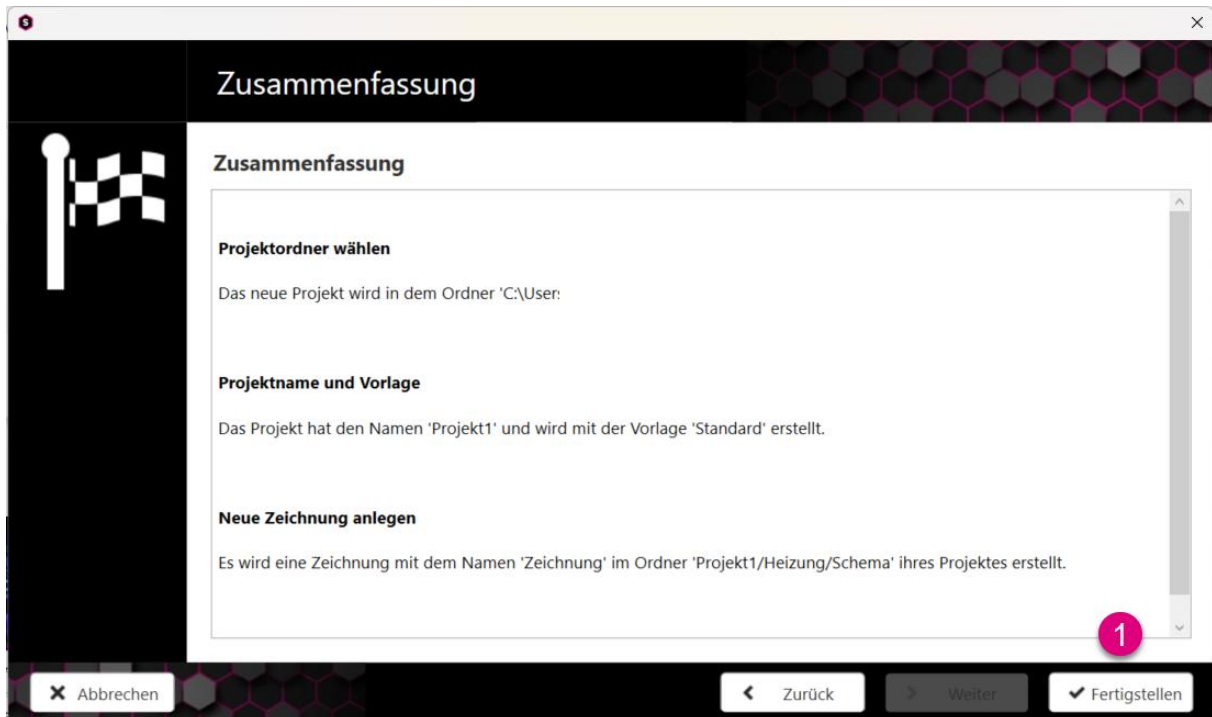 S
Zusammenfassung
Zusammenfassung
Projektordner wählen
Das neue Projekt wird in dem Ordner 'C:\User:
Projektname und Vorlage
Das Projekt hat den Namen 'Projekt1' und wird mit der Vorlage 'Standard' erstellt.
Neue Zeichnung anlegen
Es wird eine Zeichnung mit dem Namen 'Zeichnung' im Ordner 'Projekt1/Heizung/Schema' ihres Projektes erstellt.
1
Abbrechen Zurück Weiter Fertigstellen